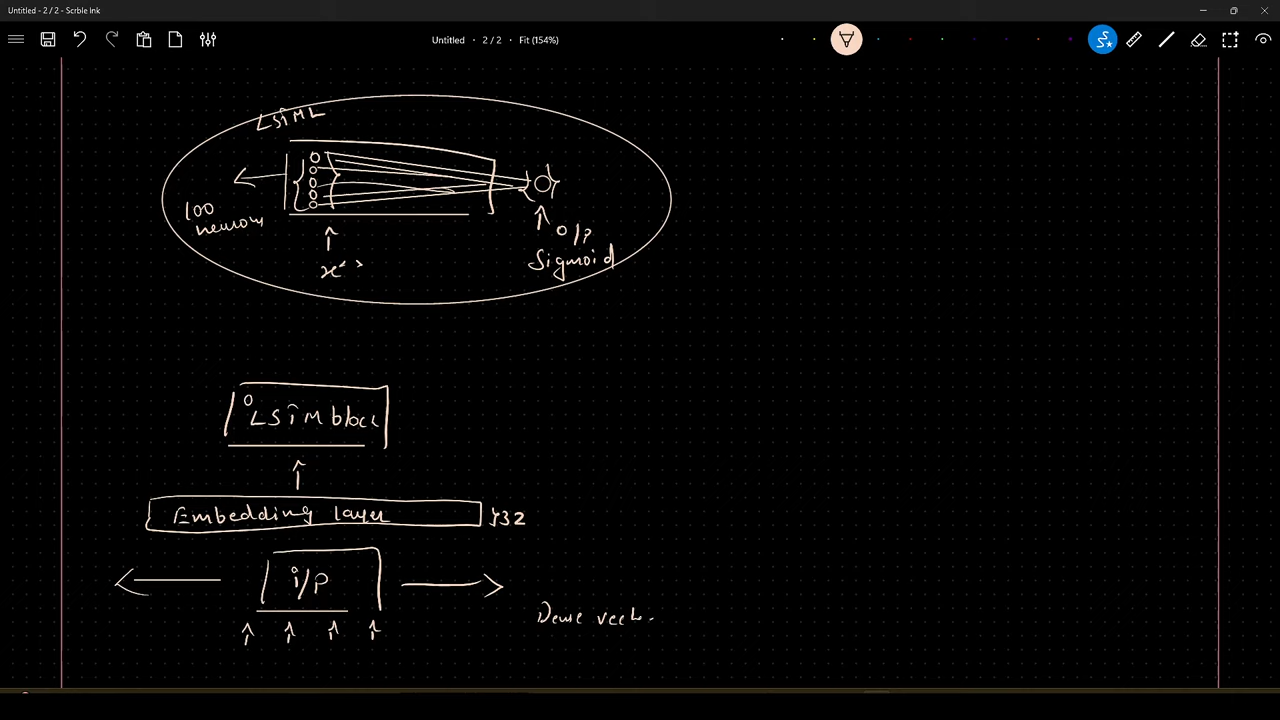 Untitled - 2 / 2 - Scrble Ink
Untitled • 2 / 2 • Fit (154%)
LSTML
100
neurons
x<>
O/P
Sigmoid
LSTM block
Embedding layer
}32
i/P
Dense vect